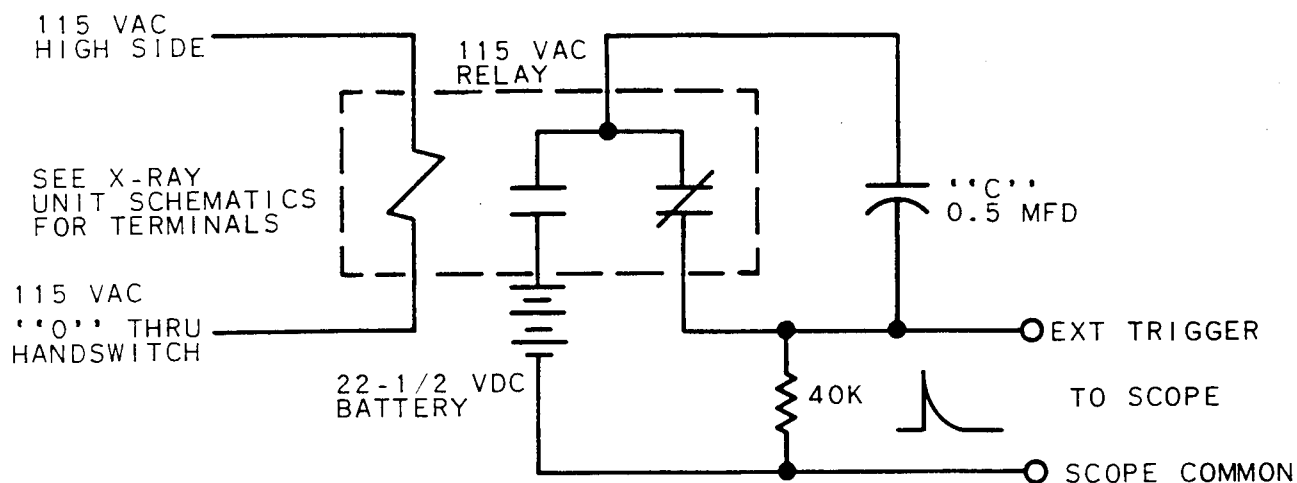 115 VAC
HIGH SIDE
115 VAC
RELAY
SEE X-RAY
UNIT SCHEMATICS
FOR TERMINALS
"C"
0.5 MFD
115 VAC
"O" THRU
HANDSWITCH
EXT TRIGGER
22-1/2 VDC
BATTERY
40K
TO SCOPE
SCOPE COMMON